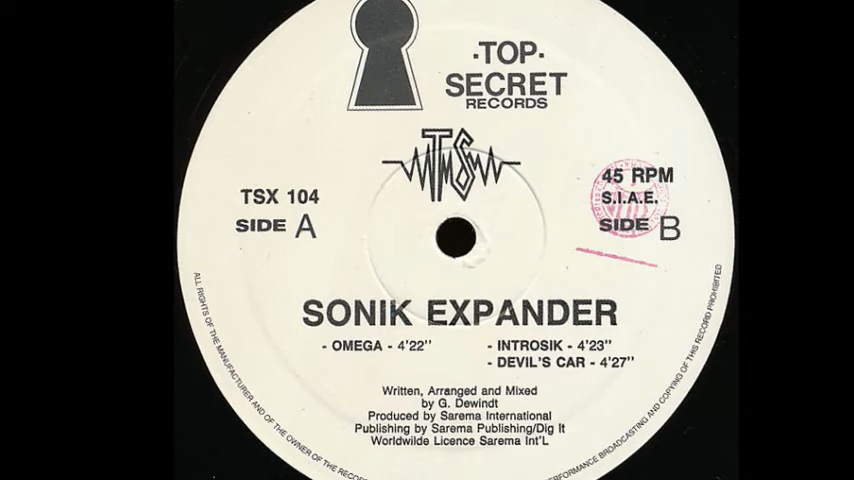 ·TOP·
SECRET
RECORDS
TMS
TSX 104
SIDE A
45 RPM
S.I.A.E.
SIDE B
SONIK EXPANDER
- OMEGA - 4'22''
- INTROSIK - 4'23''
- DEVIL'S CAR - 4'27''
Written, Arranged and Mixed
by G. Dewindt
Produced by Sarema International
Publishing by Sarema Publishing/Dig It
Worldwilde Licence Sarema Int'L
ALL RIGHTS OF THE MANUFACTURER AND OF THE OWNER OF THE
PERFORMANCE BROADCASTING AND COPYING OF THIS RECORD PROHIBITED